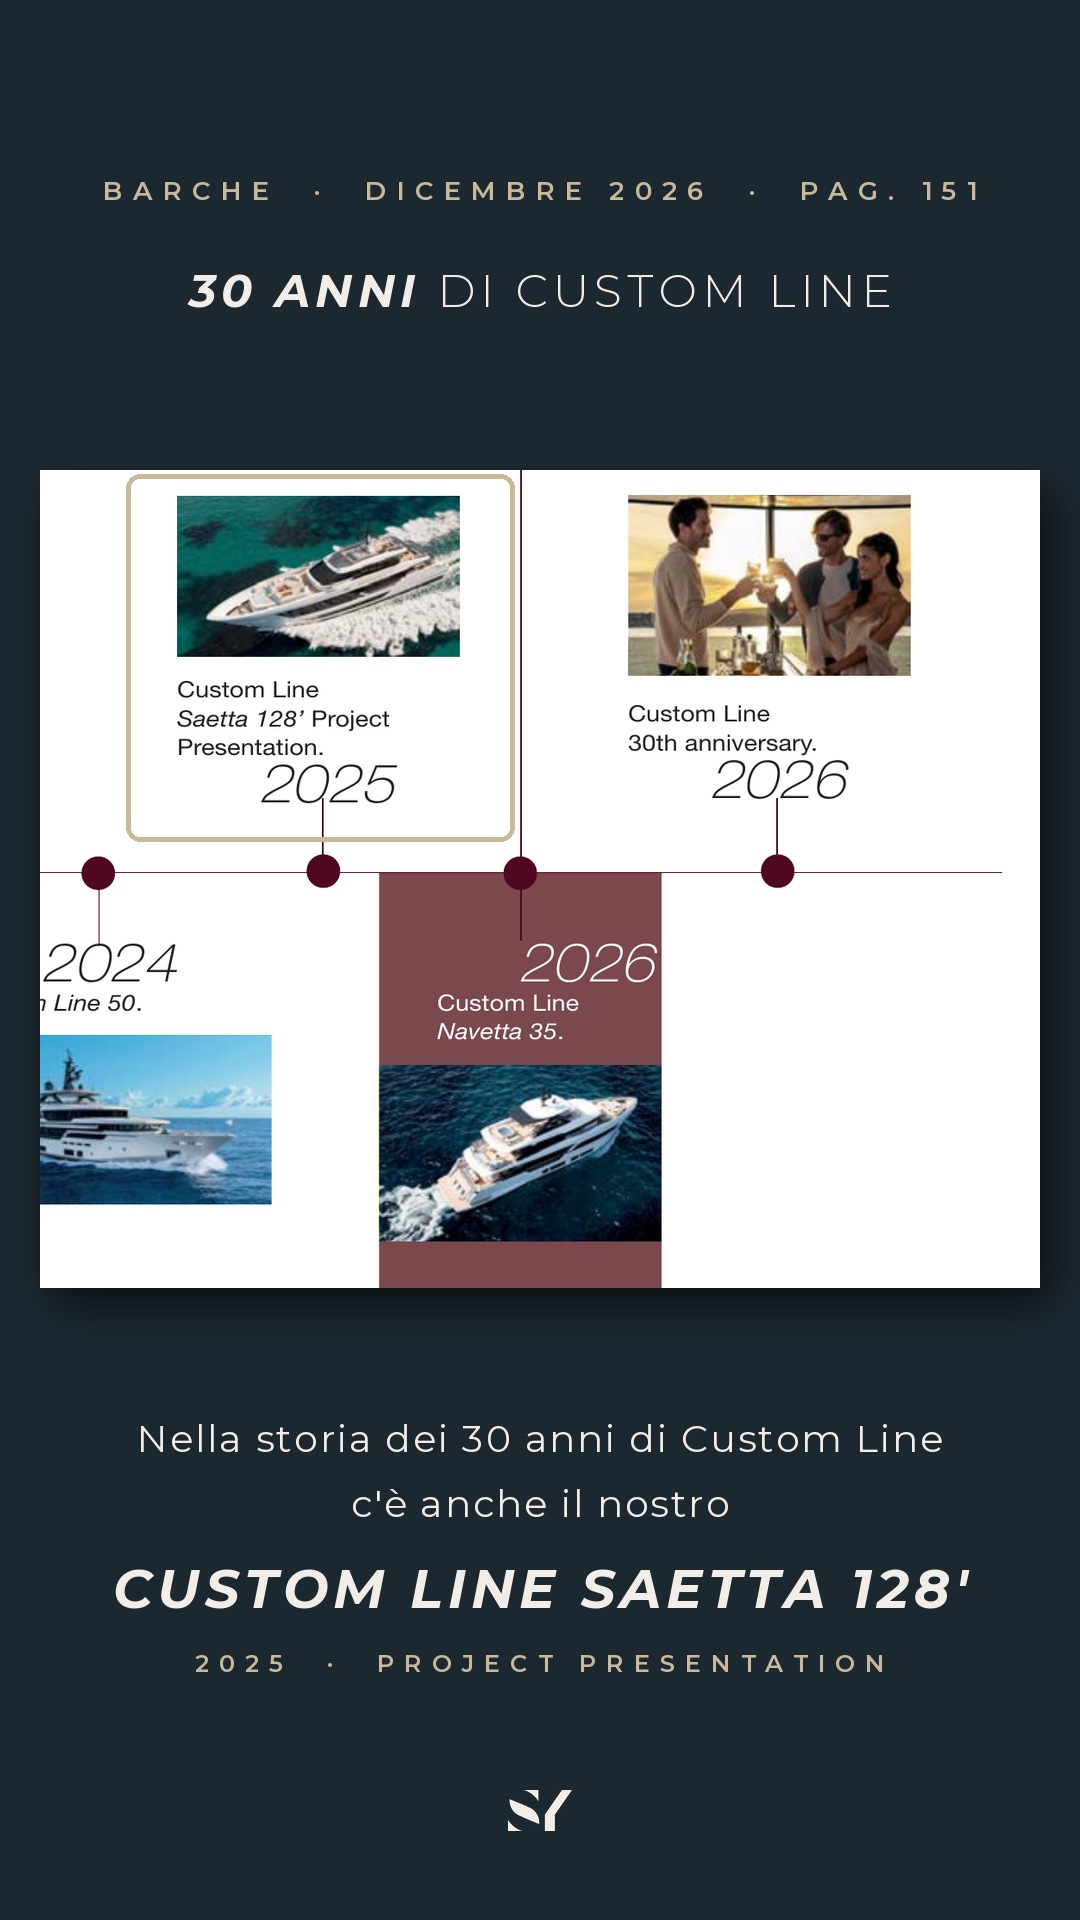 BARCHE · DICEMBRE 2026 · PAG. 151
30 ANNI DI CUSTOM LINE
Custom Line
Saetta 128’ Project
Presentation.
2025
Custom Line
30th anniversary.
2026
2024
n Line 50.
2026
Custom Line
Navetta 35.
Nella storia dei 30 anni di Custom Line
c'è anche il nostro
CUSTOM LINE SAETTA 128'
2025 · PROJECT PRESENTATION
SY